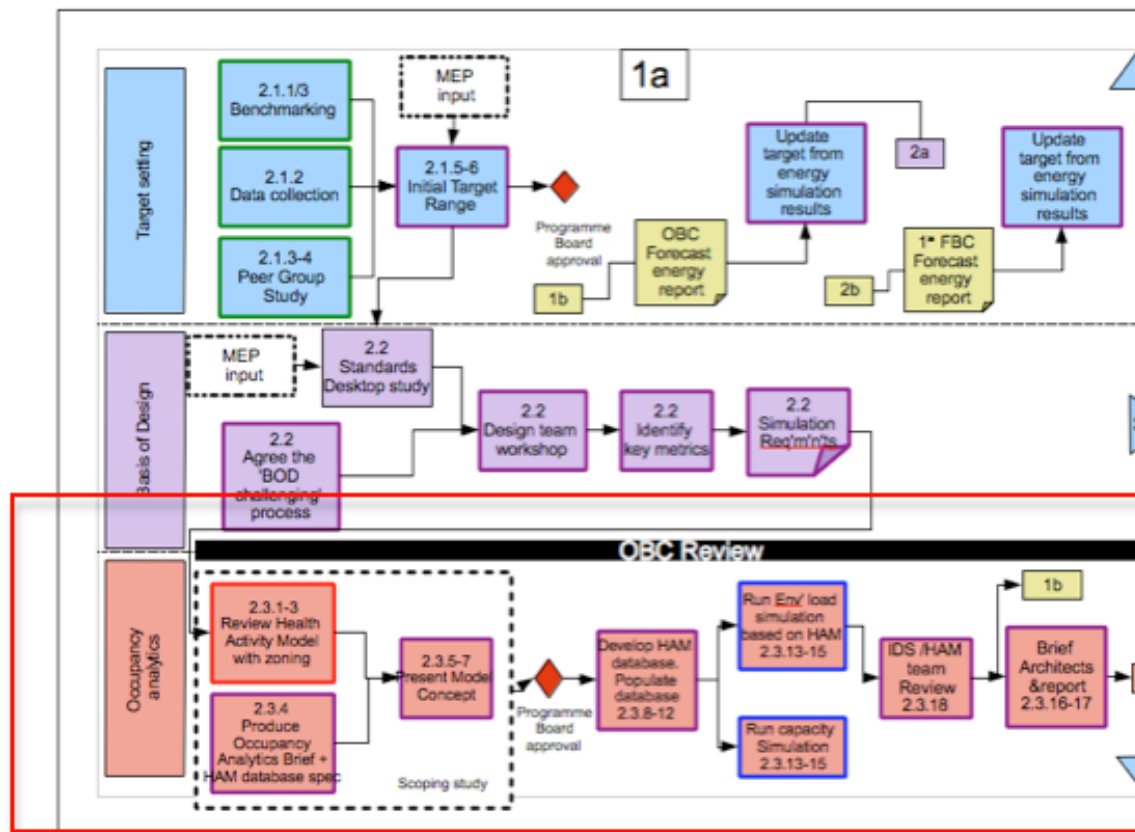 1a
Target setting
2.1.1/3
Benchmarking
2.1.2
Data collection
2.1.3-4
Peer Group
Study
MEP
input
2.1.5-6
Initial Target
Range
Programme
Board
approval
1b
OBC
Forecast
energy
report
Update
target from
energy
simulation
results
2a
2b
1ˢᵗ FBC
Forecast
energy
report
Update
target from
energy
simulation
results
Basis of Design
MEP
input
2.2
Standards
Desktop study
2.2
Agree the
'BOD
challenging'
process
2.2
Design team
workshop
2.2
Identify
key metrics
2.2
Simulation
Req'm'n'ts
OBC Review
Occupancy
analytics
2.3.1-3
Review Health
Activity Model
with zoning
2.3.4
Produce
Occupancy
Analytics Brief +
HAM database spec
2.3.5-7
Present Model
Concept
Scoping study
Programme
Board
approval
Develop HAM
database.
Populate
database
2.3.8-12
Run Env' load
simulation
based on HAM
2.3.13-15
Run capacity
Simulation
2.3.13-15
IDS /HAM
team
Review
2.3.18
1b
Brief
Architects
&report
2.3.16-17